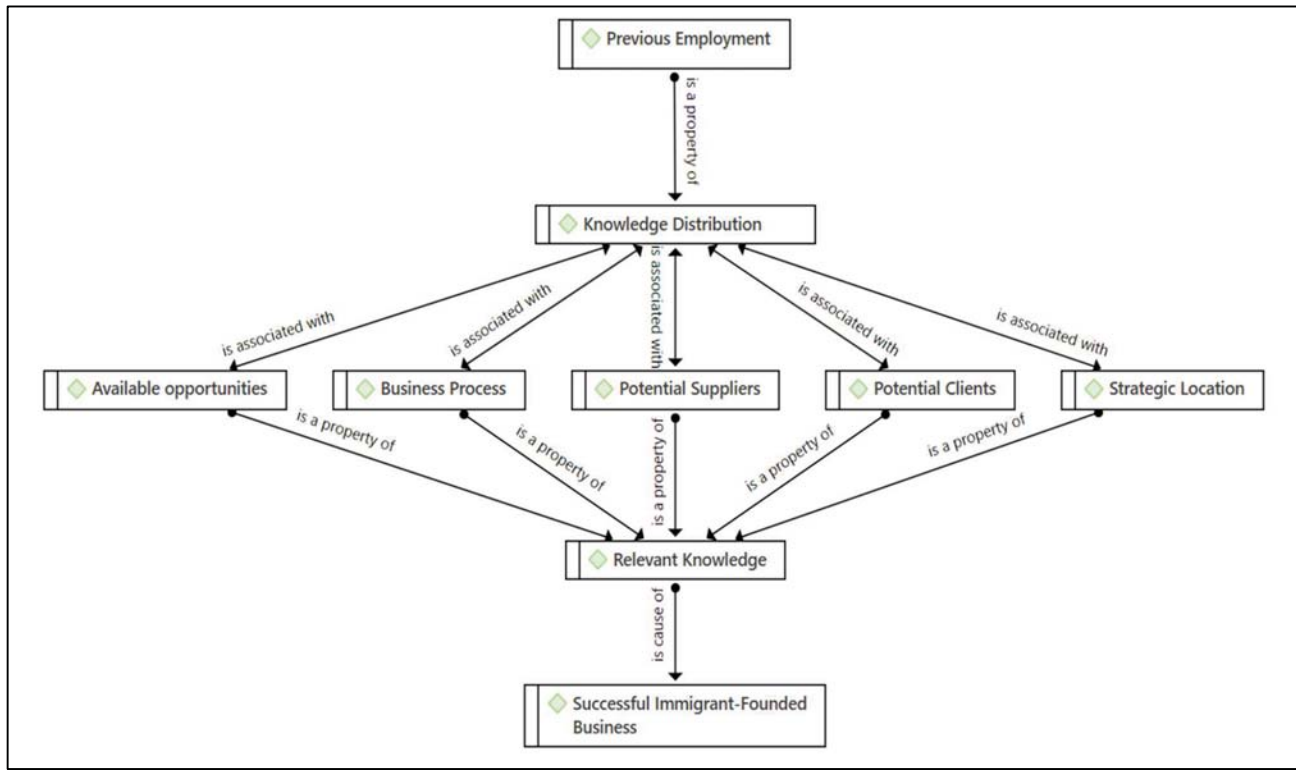 Previous Employment
is a property of
Knowledge Distribution
is associated with
is associated with
is associated with
is associated with
is associated with
Available opportunities
Business Process
Potential Suppliers
Potential Clients
Strategic Location
is a property of
is a property of
is a property of
is a property of
is a property of
Relevant Knowledge
is cause of
Successful Immigrant-Founded
Business